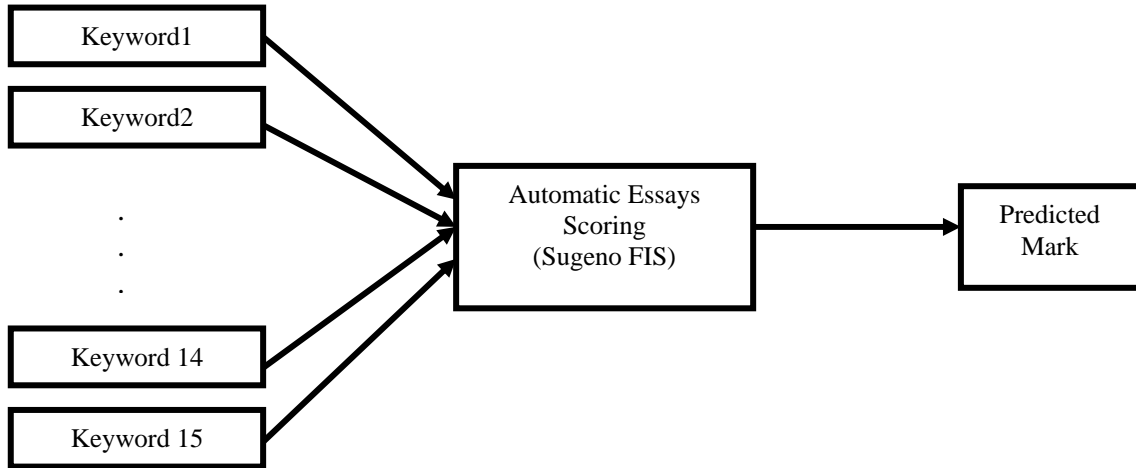 Keyword1
Keyword2
.
.
.
Keyword 14
Keyword 15
Automatic Essays
Scoring
(Sugeno FIS)
Predicted
Mark